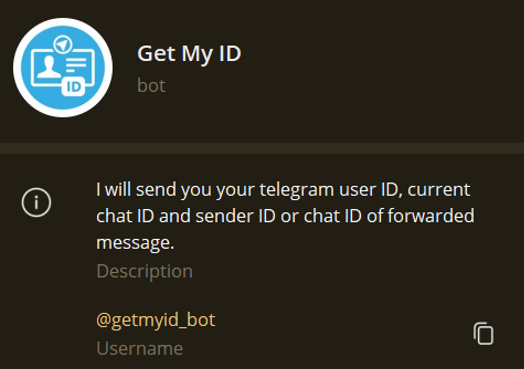 Get My ID
bot
ID
I will send you your telegram user ID, current
chat ID and sender ID or chat ID of forwarded
message.
Description
@getmyid_bot
Username